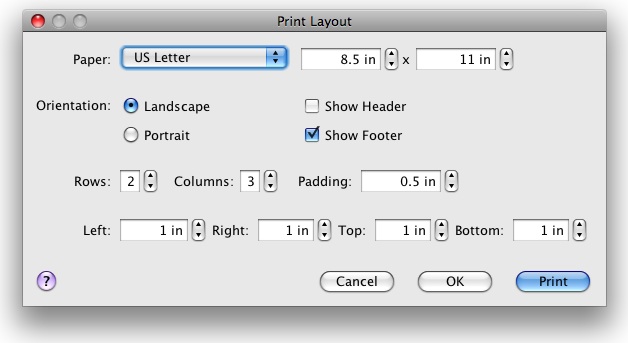 Print Layout
Paper: US Letter 8.5 in x 11 in
Orientation: Landscape Show Header
Portrait Show Footer
Rows: 2 Columns: 3 Padding: 0.5 in
Left: 1 in Right: 1 in Top: 1 in Bottom: 1 in
? Cancel OK Print